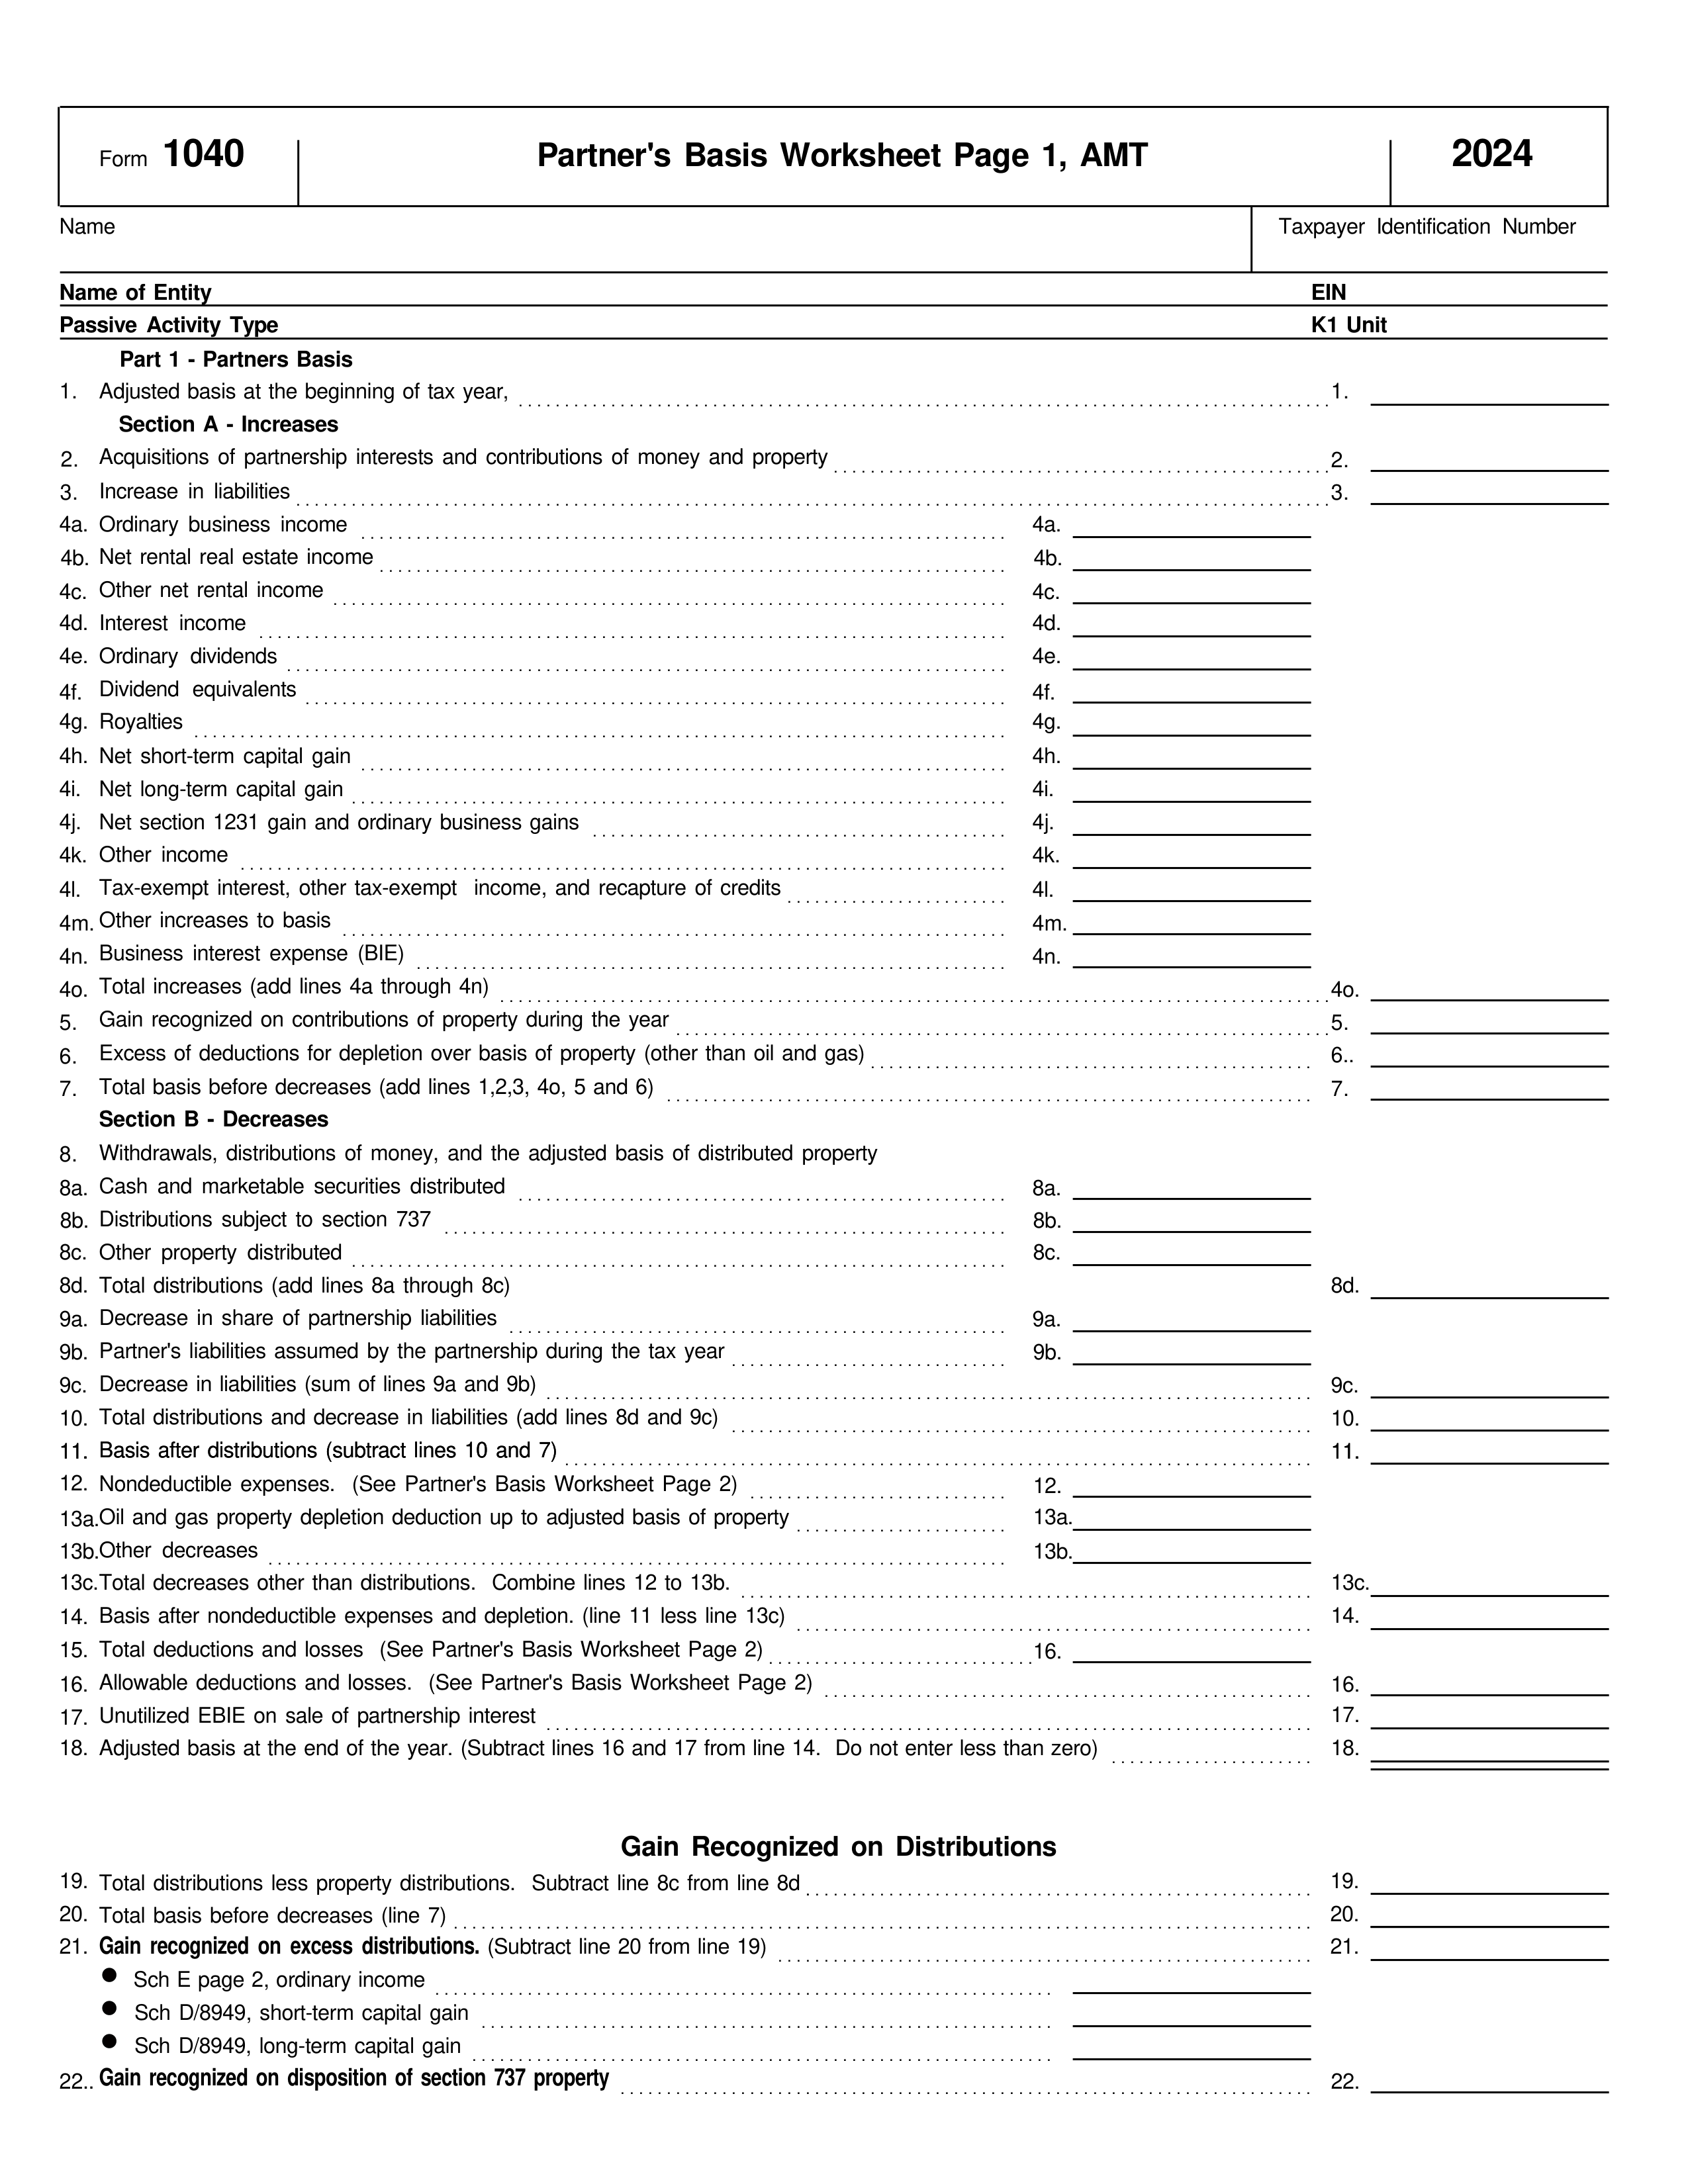 Form 1040 Partner's Basis Worksheet Page 1, AMT 2024
Name Taxpayer Identification Number
Name of Entity EIN
Passive Activity Type K1 Unit
Part 1 - Partners Basis
1. Adjusted basis at the beginning of tax year, 1.
Section A - Increases
2. Acquisitions of partnership interests and contributions of money and property 2.
3. Increase in liabilities 3.
4a. Ordinary business income 4a.
4b. Net rental real estate income 4b.
4c. Other net rental income 4c.
4d. Interest income 4d.
4e. Ordinary dividends 4e.
4f. Dividend equivalents 4f.
4g. Royalties 4g.
4h. Net short-term capital gain 4h.
4i. Net long-term capital gain 4i.
4j. Net section 1231 gain and ordinary business gains 4j.
4k. Other income 4k.
4l. Tax-exempt interest, other tax-exempt income, and recapture of credits 4l.
4m. Other increases to basis 4m.
4n. Business interest expense (BIE) 4n.
4o. Total increases (add lines 4a through 4n) 4o.
5. Gain recognized on contributions of property during the year 5.
6. Excess of deductions for depletion over basis of property (other than oil and gas) 6..
7. Total basis before decreases (add lines 1,2,3, 4o, 5 and 6) 7.
Section B - Decreases
8. Withdrawals, distributions of money, and the adjusted basis of distributed property
8a. Cash and marketable securities distributed 8a.
8b. Distributions subject to section 737 8b.
8c. Other property distributed 8c.
8d. Total distributions (add lines 8a through 8c) 8d.
9a. Decrease in share of partnership liabilities 9a.
9b. Partner's liabilities assumed by the partnership during the tax year 9b.
9c. Decrease in liabilities (sum of lines 9a and 9b) 9c.
10. Total distributions and decrease in liabilities (add lines 8d and 9c) 10.
11. Basis after distributions (subtract lines 10 and 7) 11.
12. Nondeductible expenses. (See Partner's Basis Worksheet Page 2) 12.
13a. Oil and gas property depletion deduction up to adjusted basis of property 13a.
13b. Other decreases 13b.
13c. Total decreases other than distributions. Combine lines 12 to 13b. 13c.
14. Basis after nondeductible expenses and depletion. (line 11 less line 13c) 14.
15. Total deductions and losses (See Partner's Basis Worksheet Page 2) 16.
16. Allowable deductions and losses. (See Partner's Basis Worksheet Page 2) 16.
17. Unutilized EBIE on sale of partnership interest 17.
18. Adjusted basis at the end of the year. (Subtract lines 16 and 17 from line 14. Do not enter less than zero) 18.
Gain Recognized on Distributions
19. Total distributions less property distributions. Subtract line 8c from line 8d 19.
20. Total basis before decreases (line 7) 20.
21. Gain recognized on excess distributions. (Subtract line 20 from line 19) 21.
● Sch E page 2, ordinary income
● Sch D/8949, short-term capital gain
● Sch D/8949, long-term capital gain
22.. Gain recognized on disposition of section 737 property 22.